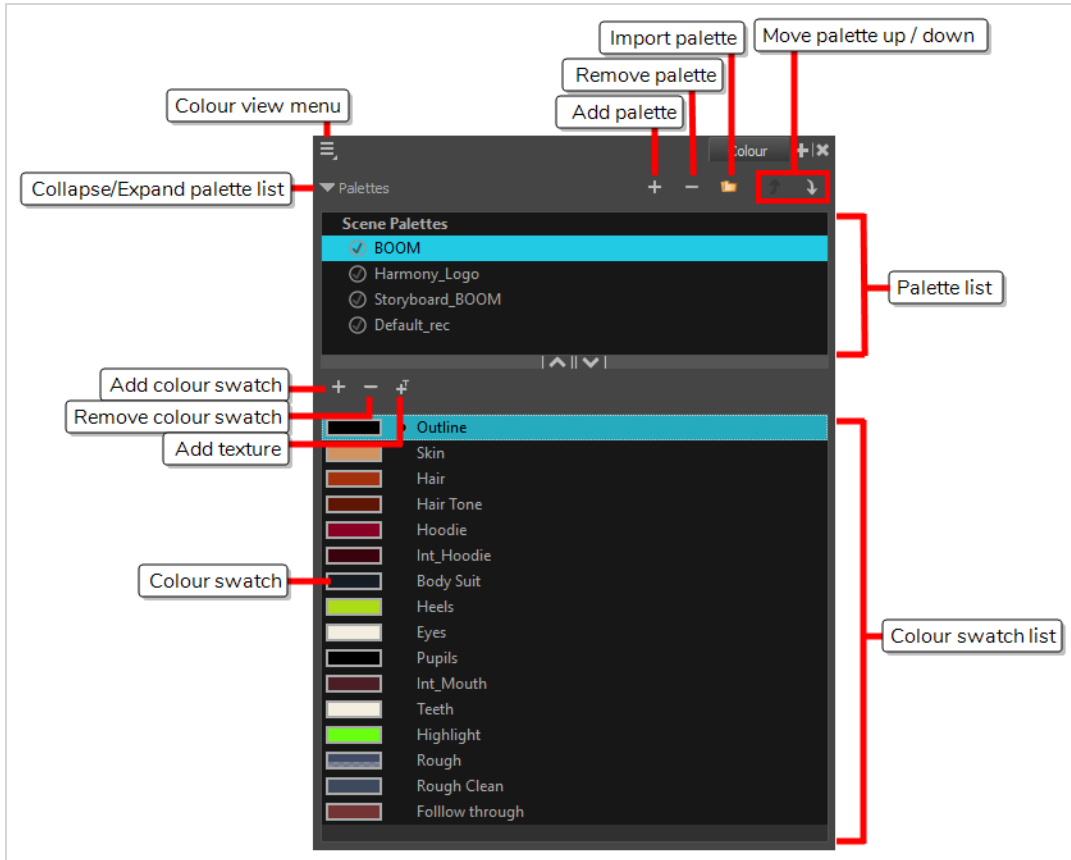 Import palette
Move palette up / down
Remove palette
Add palette
Colour view menu
Colour
Collapse/Expand palette list
Palettes
Scene Palettes
BOOM
Harmony_Logo
Palette list
Storyboard_BOOM
Default_rec
Add colour swatch
Remove colour swatch
Add texture
Outline
Skin
Hair
Hair Tone
Hoodie
Int_Hoodie
Colour swatch
Body Suit
Heels
Eyes
Colour swatch list
Pupils
Int_Mouth
Teeth
Highlight
Rough
Rough Clean
Folllow through